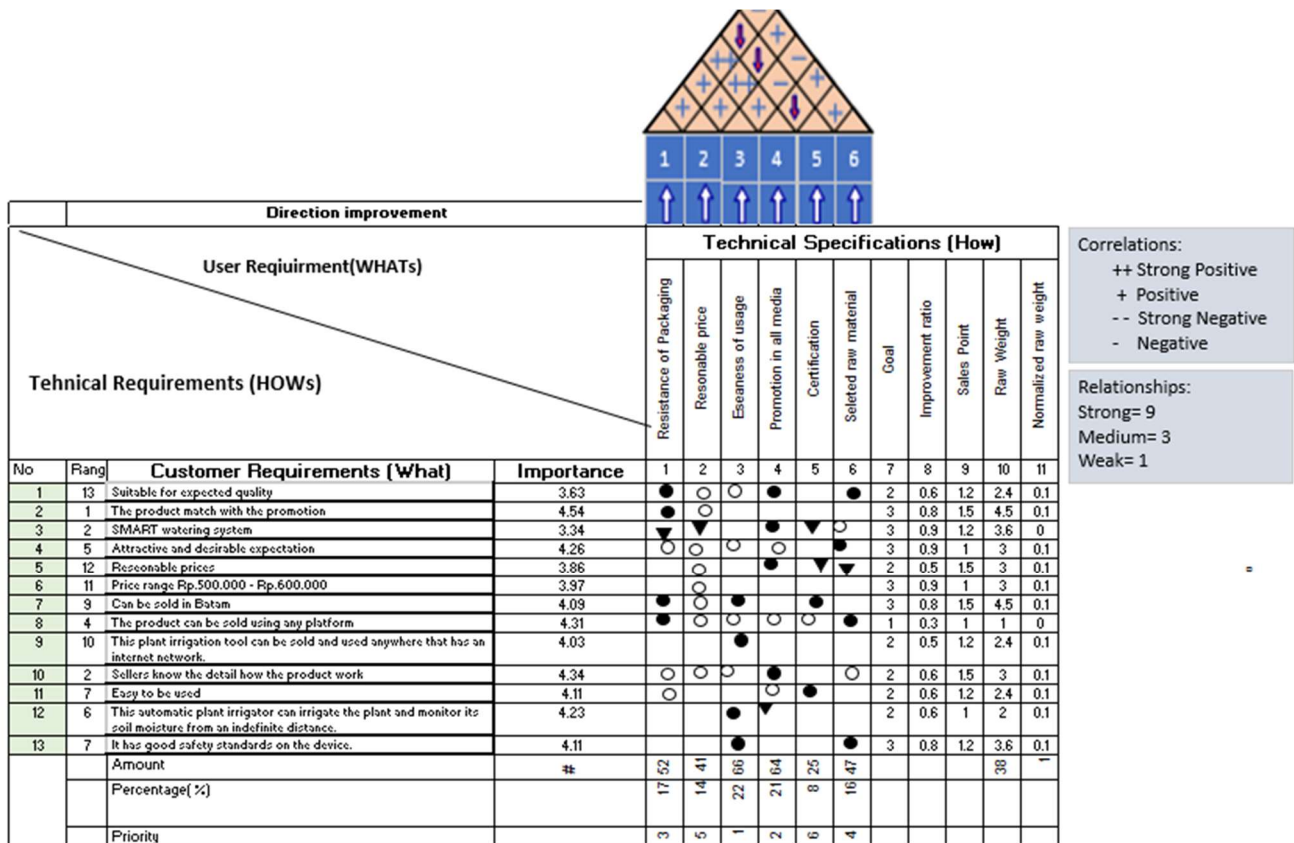 1 2 3 4 5 6
Direction improvement
User Reqiuirment(WHATs)
Tehnical Requirements (HOWs)
Technical Specifications (How)
Resistance of Packaging
Resonable price
Eseaness of usage
Promotion in all media
Certification
Seleted raw material
Goal
Improvement ratio
Sales Point
Raw Weight
Normalized raw weight
Correlations:
++ Strong Positive
+ Positive
-- Strong Negative
- Negative
Relationships:
Strong= 9
Medium= 3
Weak= 1
No Rang Customer Requirements (What) Importance 1 2 3 4 5 6 7 8 9 10 11
1 13 Suitable for expected quality 3.63 2 0.6 1.2 2.4 0.1
2 1 The product match with the promotion 4.54 3 0.8 1.5 4.5 0.1
3 2 SMART watering system 3.34 3 0.9 1.2 3.6 0
4 5 Attractive and desirable expectation 4.26 3 0.9 1 3 0.1
5 12 Reseonable prices 3.86 2 0.5 1.5 3 0.1
6 11 Price range Rp.500.000 - Rp.600.000 3.97 3 0.9 1 3 0.1
7 9 Can be sold in Batam 4.09 3 0.8 1.5 4.5 0.1
8 4 The product can be sold using any platform 4.31 1 0.3 1 1 0
9 10 This plant irrigation tool can be sold and used anywhere that has an 4.03 2 0.5 1.2 2.4 0.1
internet network.
10 2 Sellers know the detail how the product work 4.34 2 0.6 1.5 3 0.1
11 7 Easy to be used 4.11 2 0.6 1.2 2.4 0.1
12 6 This automatic plant irrigator can irrigate the plant and monitor its 4.23 2 0.6 1 2 0.1
soil moisture from an indefinite distance.
13 7 It has good safety standards on the device. 4.11 3 0.8 1.2 3.6 0.1
Amount # 52 41 66 64 25 47 38 1
Percentage( %) 17 14 22 21 8 16
Priority 3 5 1 2 6 4